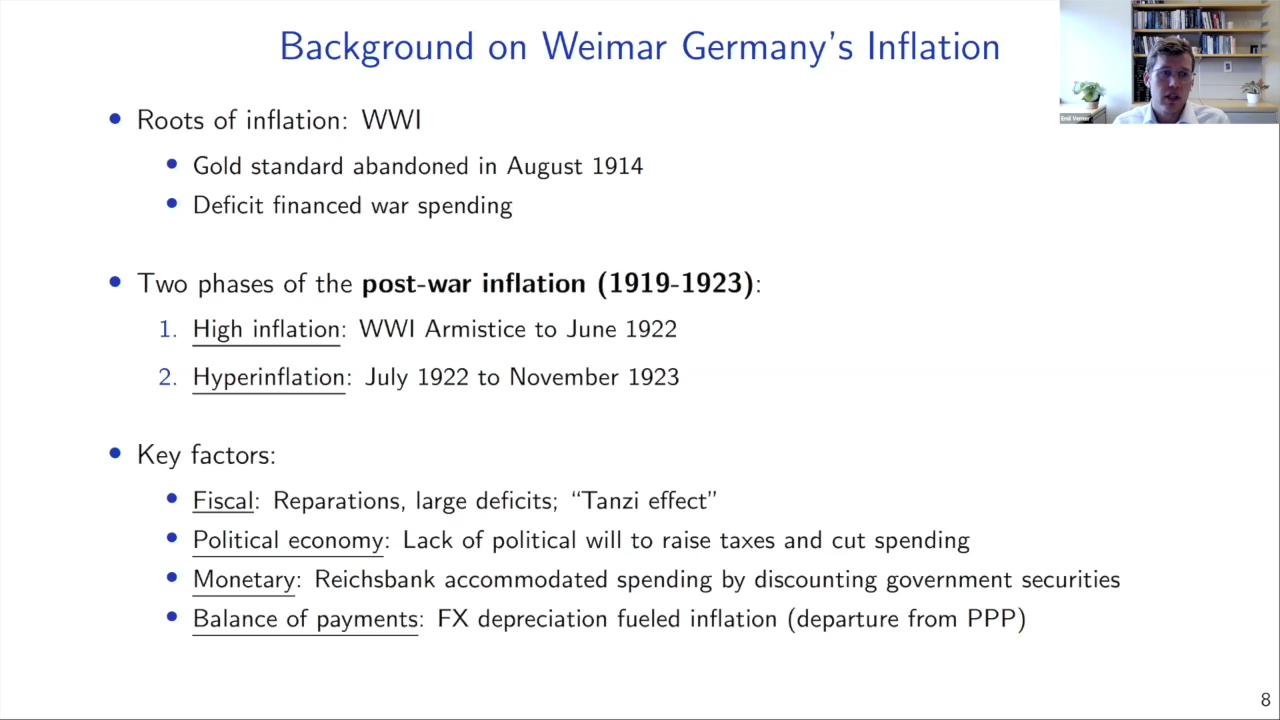 Background on Weimar Germany's Inflation
Emil Verner
• Roots of inflation: WWI
• Gold standard abandoned in August 1914
• Deficit financed war spending
• Two phases of the post-war inflation (1919-1923):
1. High inflation: WWI Armistice to June 1922
2. Hyperinflation: July 1922 to November 1923
• Key factors:
• Fiscal: Reparations, large deficits; “Tanzi effect”
• Political economy: Lack of political will to raise taxes and cut spending
• Monetary: Reichsbank accommodated spending by discounting government securities
• Balance of payments: FX depreciation fueled inflation (departure from PPP)
8